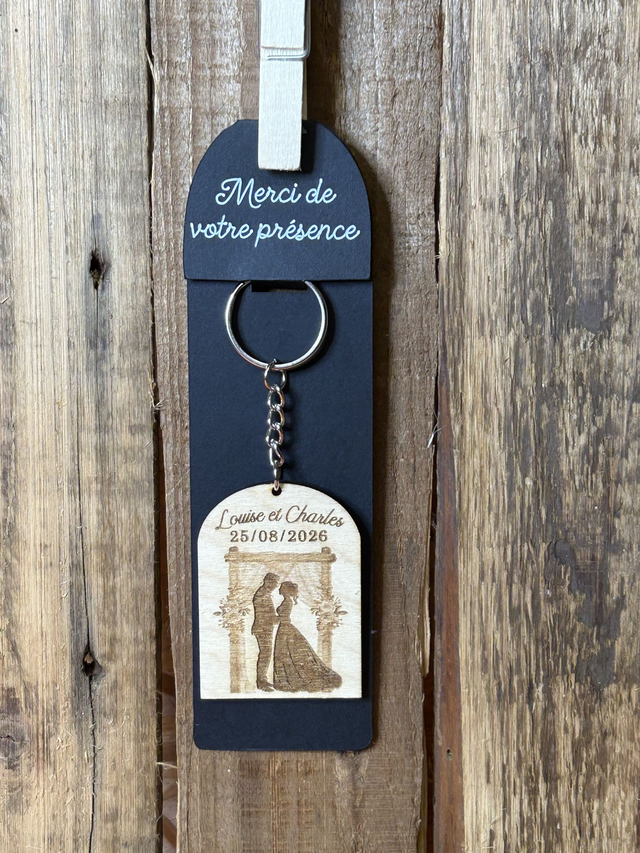 Merci de
votre présence
Louise et Charles
25/08/2026